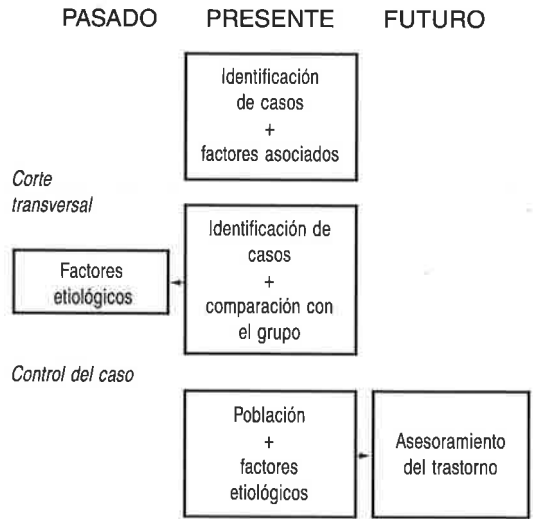 PASADO PRESENTE FUTURO
Identificación
de casos
+
factores asociados
Corte
transversal
Identificación de
casos
+
comparación con
el grupo
Factores
etiológicos
Control del caso
Población
+
factores
etiológicos
Asesoramiento
del trastorno